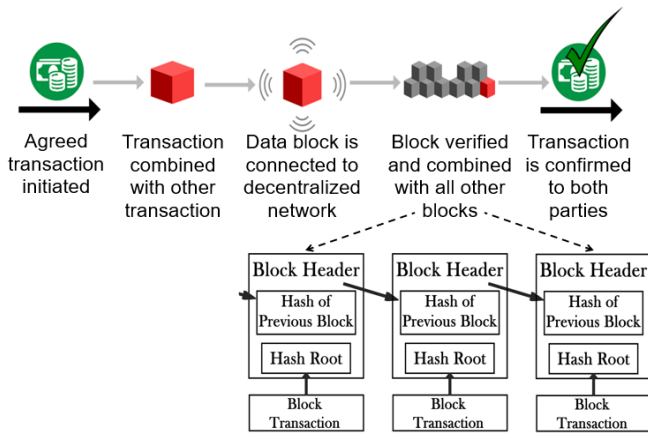 Agreed
transaction
initiated
Transaction
combined
with other
transaction
Data block is
connected to
decentralized
network
Block verified
and combined
with all other
blocks
Transaction
is confirmed
to both
parties
Block Header
Hash of
Previous Block
Hash Root
Block
Transaction
Block Header
Hash of
Previous Block
Hash Root
Block
Transaction
Block Header
Hash of
Previous Block
Hash Root
Block
Transaction